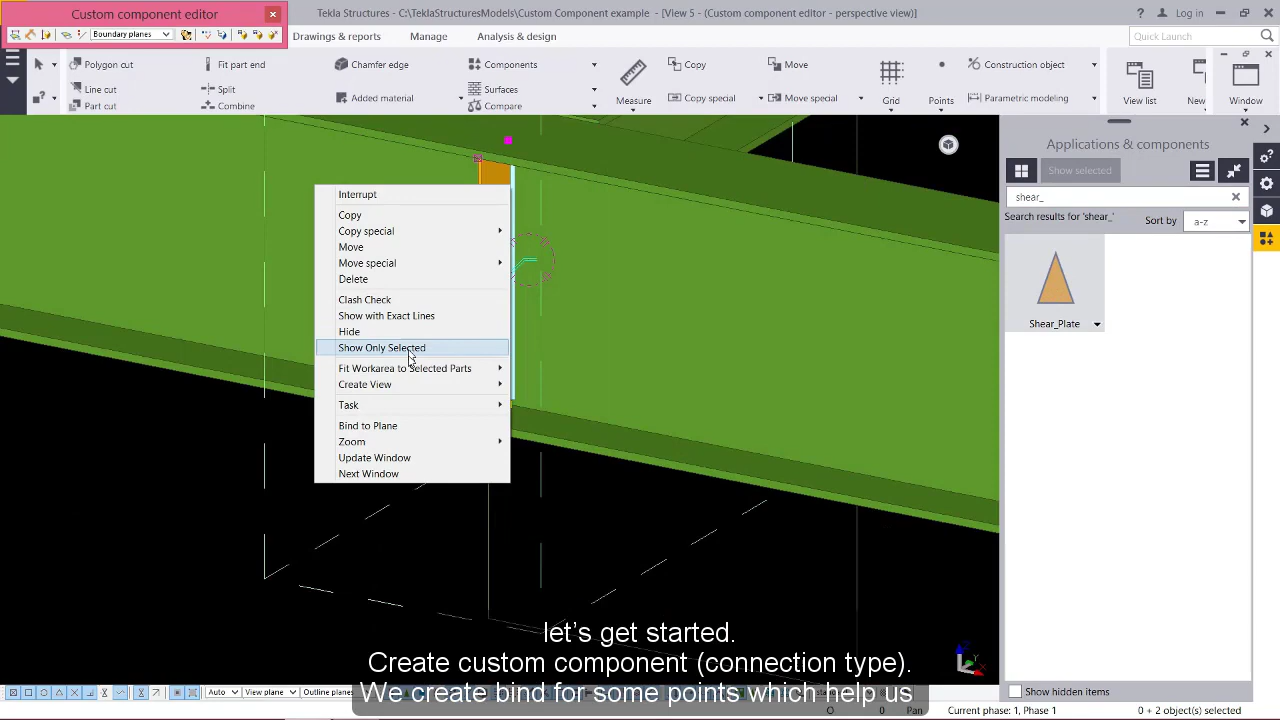 Custom component editor
Tekla Structures - C:\TeklaStructuresModels\Custom Component example - [View 5 - (Custom component editor - perspective view)]
Log in
Boundary planes
Drawings & reports
Manage
Analysis & design
Quick Launch
Polygon cut
Fit part end
Chamfer edge
Components
Copy
Move
Construction object
Line cut
Split
Surfaces
Part cut
Combine
Added material
Compare
Measure
Copy special
Move special
Grid
Points
Parametric modeling
View list
New
Window
Applications & components
Show selected
shear_
Search results for 'shear_'
Sort by
a-z
Shear_Plate
Interrupt
Copy
Copy special
Move
Move special
Delete
Clash Check
Show with Exact Lines
Hide
Show Only Selected
Fit Workarea to Selected Parts
Create View
Task
Bind to Plane
Zoom
Update Window
Next Window
let's get started.
Create custom component (connection type).
We create bind for some points which help us
Auto
View plane
Outline planes
Show hidden items
O
Pan
Current phase: 1, Phase 1
0 + 2 object(s) selected